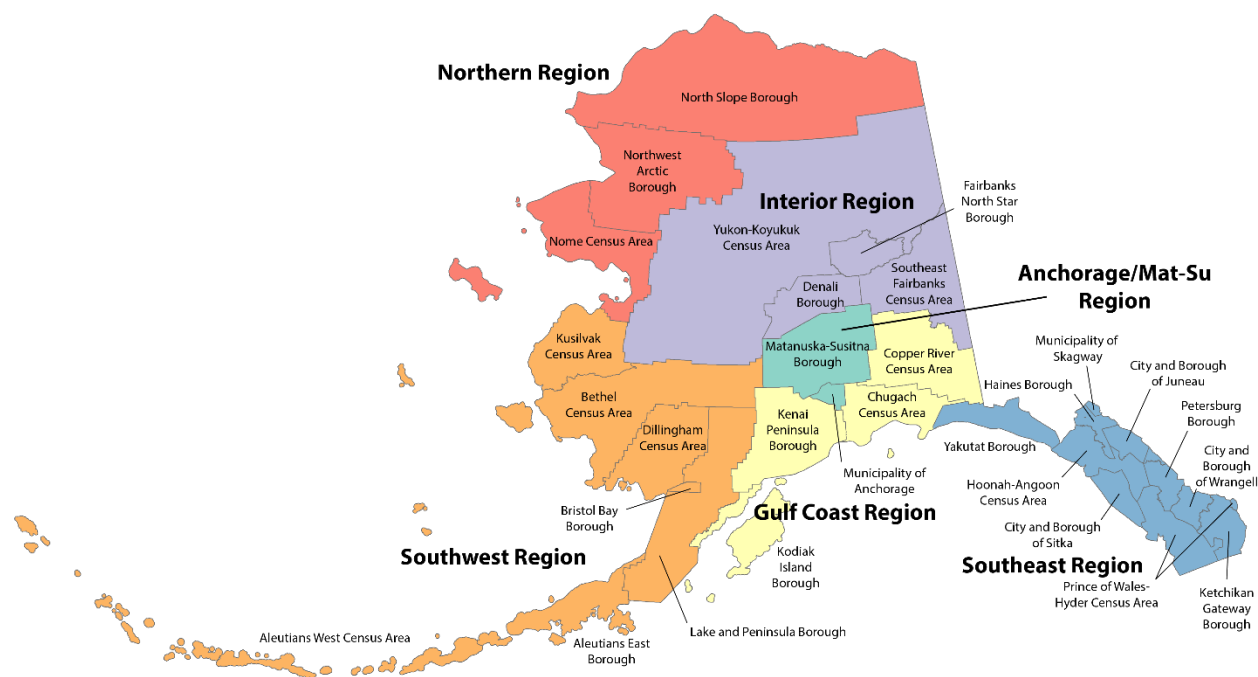 Northern Region
North Slope Borough
Northwest
Arctic
Borough
Nome Census Area
Interior Region
Yukon-Koyukuk
Census Area
Fairbanks
North Star
Borough
Denali
Borough
Southeast
Fairbanks
Census Area
Anchorage/Mat-Su
Region
Matanuska-Susitna
Borough
Municipality of
Anchorage
Kusilvak
Census Area
Bethel
Census Area
Dillingham
Census Area
Bristol Bay
Borough
Southwest Region
Aleutians West Census Area
Aleutians East
Borough
Lake and Peninsula Borough
Copper River
Census Area
Chugach
Census Area
Kenai
Peninsula
Borough
Gulf Coast Region
Kodiak
Island
Borough
Municipality of
Skagway
Haines Borough
City and Borough
of Juneau
Petersburg
Borough
City and
Borough
of Wrangell
Yakutat Borough
Hoonah-Angoon
Census Area
City and Borough
of Sitka
Southeast Region
Prince of Wales-
Hyder Census Area
Ketchikan
Gateway
Borough